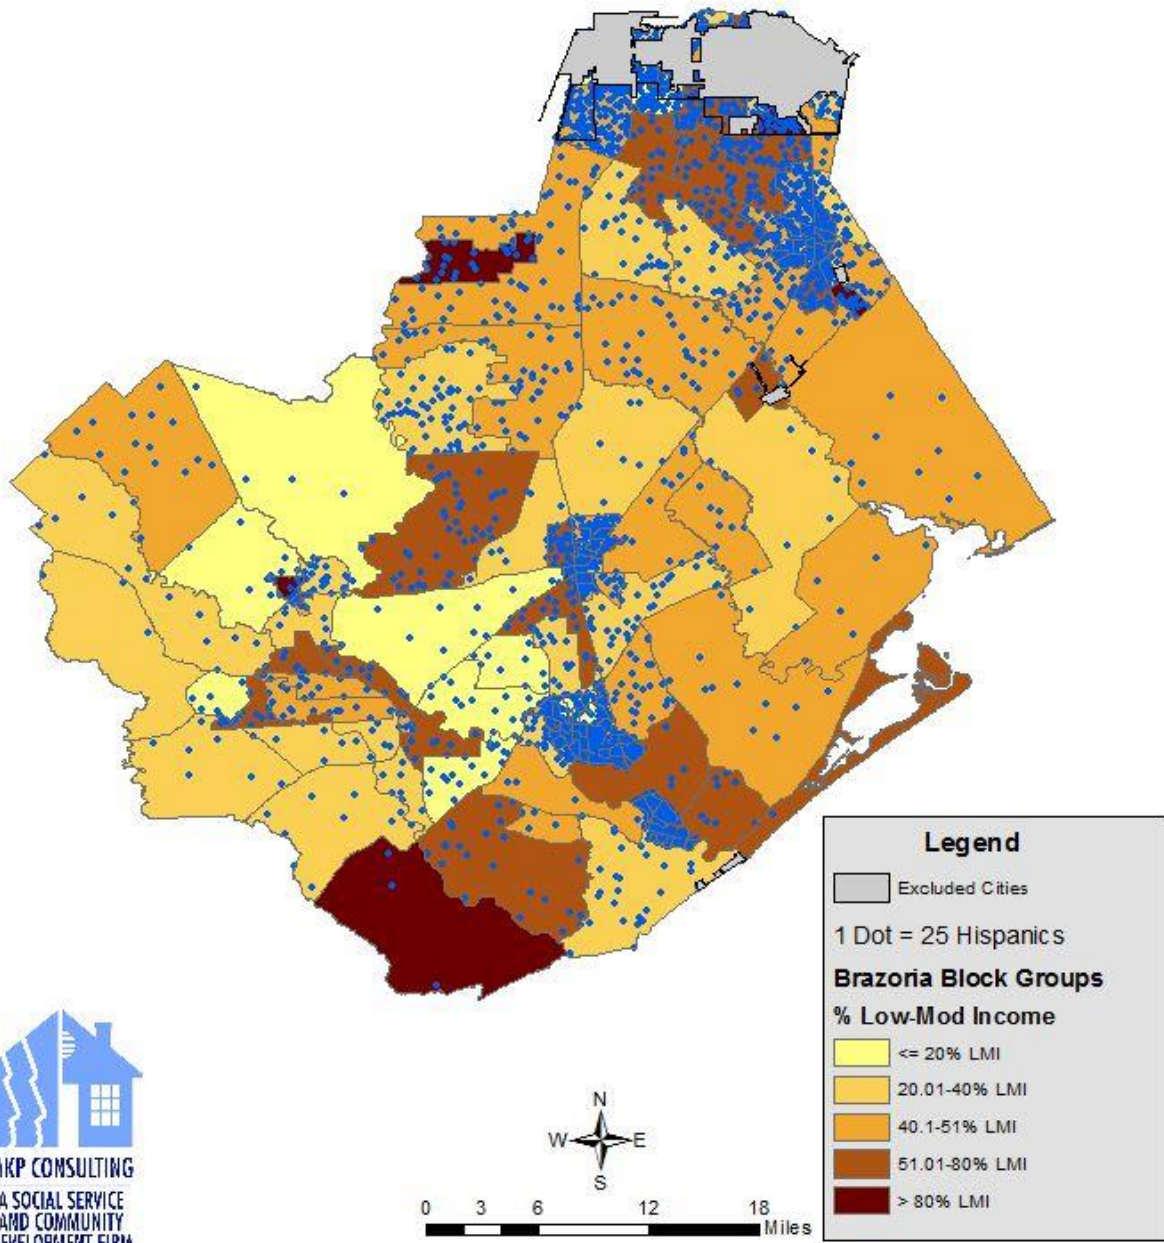 Legend
Excluded Cities
1 Dot = 25 Hispanics
Brazoria Block Groups
% Low-Mod Income
<= 20% LMI
20.01-40% LMI
40.1-51% LMI
51.01-80% LMI
> 80% LMI
N
W E
S
0 3 6 12 18
Miles
KP CONSULTING
A SOCIAL SERVICE
AND COMMUNITY